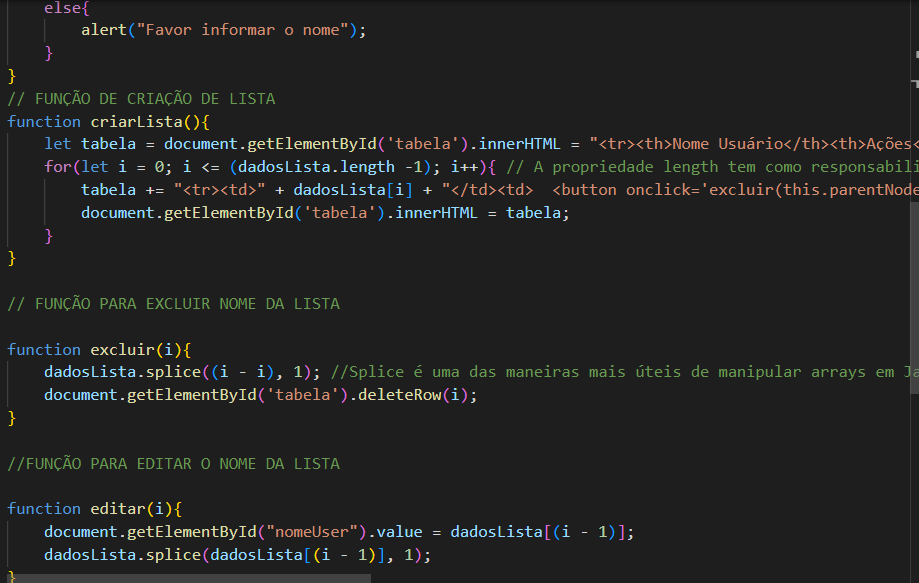 else{
alert("Favor informar o nome");
}
}
// FUNÇÃO DE CRIAÇÃO DE LISTA
function criarLista(){
let tabela = document.getElementById('tabela').innerHTML = "<tr><th>Nome Usuário</th><th>Ações<
for(let i = 0; i <= (dadosLista.length -1); i++){ // A propriedade length tem como responsabili
tabela += "<tr><td>" + dadosLista[i] + "</td><td>  <button onclick='excluir(this.parentNode
document.getElementById('tabela').innerHTML = tabela;
}
}
// FUNÇÃO PARA EXCLUIR NOME DA LISTA
function excluir(i){
dadosLista.splice((i - i), 1); //Splice é uma das maneiras mais úteis de manipular arrays em Ja
document.getElementById('tabela').deleteRow(i);
}
//FUNÇÃO PARA EDITAR O NOME DA LISTA
function editar(i){
document.getElementById("nomeUser").value = dadosLista[(i - 1)];
dadosLista.splice(dadosLista[(i - 1)], 1);
}